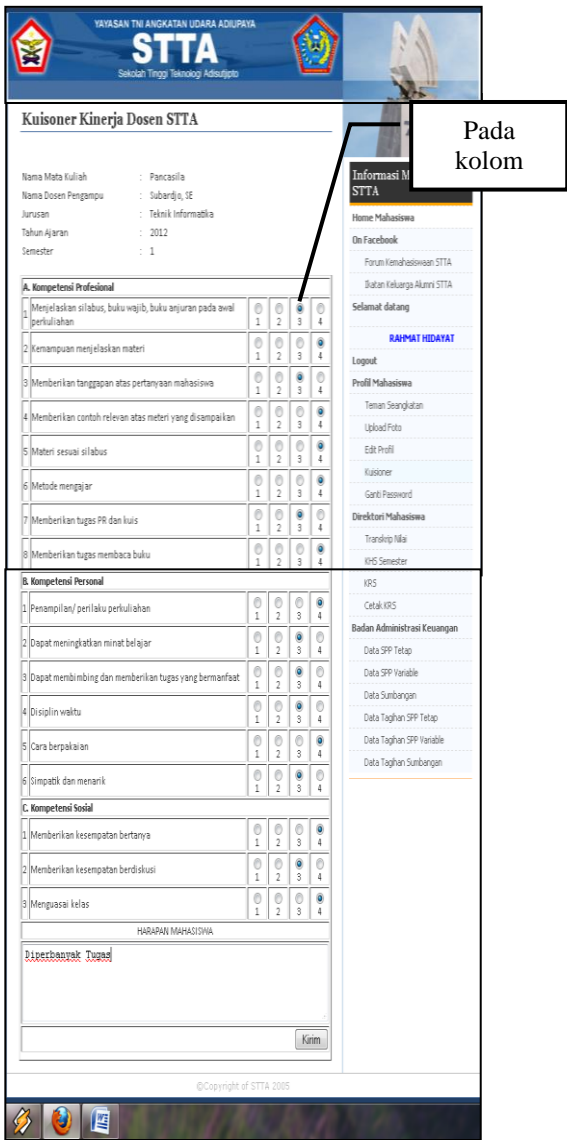 YAYASAN TNI ANGKATAN UDARA ADIUPAYA
STTA
Sekolah Tinggi Teknologi Adisutjipto
Kuisoner Kinerja Dosen STTA
Nama Mata Kuliah : Pancasila
Nama Dosen Pengampu : Subardjo, SE
Jurusan : Teknik Informatika
Tahun Ajaran : 2012
Semester : 1
A. Kompetensi Profesional
1 Menjelaskan silabus, buku wajib, buku anjuran pada awal
perkuliahan 1 2 3 4
2 Kemampuan menjelaskan materi 1 2 3 4
3 Memberikan tanggapan atas pertanyaan mahasiswa 1 2 3 4
4 Memberikan contoh relevan atas meteri yang disampaikan 1 2 3 4
5 Materi sesuai silabus 1 2 3 4
6 Metode mengajar 1 2 3 4
7 Memberikan tugas PR dan kuis 1 2 3 4
8 Memberikan tugas membaca buku 1 2 3 4
B. Kompetensi Personal
1 Penampilan/ perilaku perkuliahan 1 2 3 4
2 Dapat meningkatkan minat belajar 1 2 3 4
3 Dapat membimbing dan memberikan tugas yang bermanfaat 1 2 3 4
4 Disiplin waktu 1 2 3 4
5 Cara berpakaian 1 2 3 4
6 Simpatik dan menarik 1 2 3 4
C. Kompetensi Sosial
1 Memberikan kesempatan bertanya 1 2 3 4
2 Memberikan kesempatan berdiskusi 1 2 3 4
3 Menguasai kelas 1 2 3 4
HARAPAN MAHASISWA
Diperbanyak Tugas
Kirim
Pada
kolom
Informasi M
STTA
Home Mahasiswa
On Facebook
Forum Kemahasiswaan STTA
Ikatan Keluarga Alumni STTA
Selamat datang
RAHMAT HIDAYAT
Logout
Profil Mahasiswa
Teman Seangkatan
Upload Foto
Edit Profil
Kuisioner
Ganti Password
Direktori Mahasiswa
Transkrip Nilai
KHS Semester
KRS
Cetak KRS
Badan Administrasi Keuangan
Data SPP Tetap
Data SPP Variable
Data Sumbangan
Data Tagihan SPP Tetap
Data Tagihan SPP Variable
Data Tagihan Sumbangan
©Copyright of STTA 2005